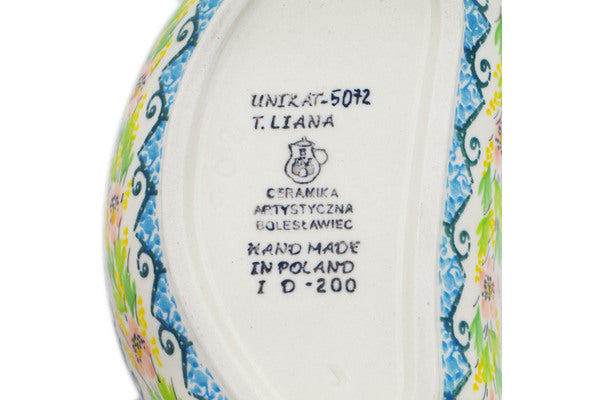 UNIKAT-5072
T. LIANA
CERAMIKA
ARTYSTYCZNA
BOLESŁAWIEC
HAND MADE
IN POLAND
I D -200